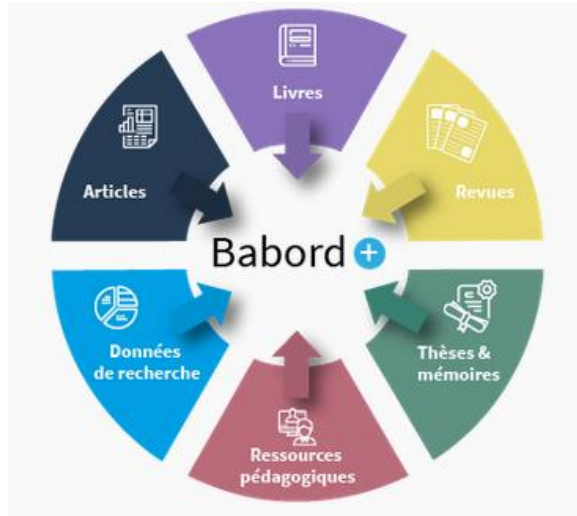 Livres
Articles
Revues
Babord +
Données
de recherche
Thèses &
mémoires
Ressources
pédagogiques